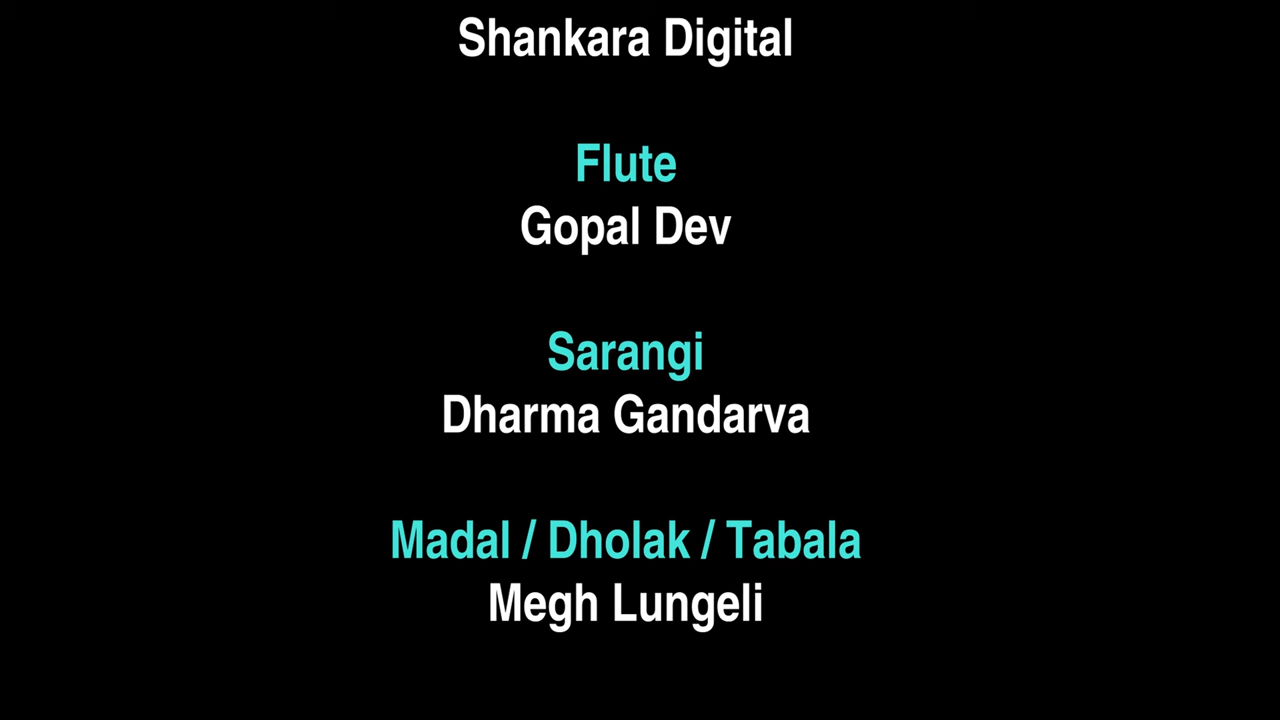 Shankara Digital
Flute
Gopal Dev
Sarangi
Dharma Gandarva
Madal / Dholak / Tabala
Megh Lungeli